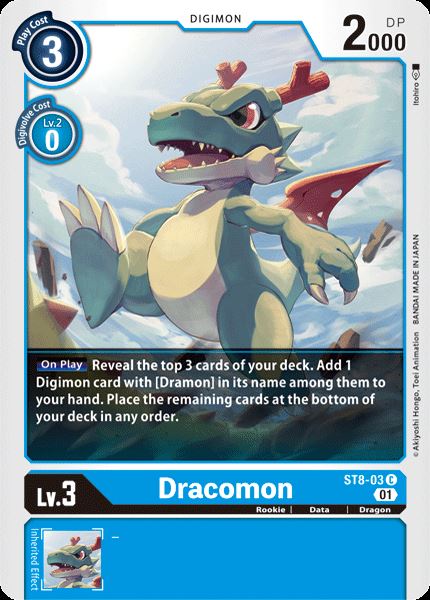 Play Cost
3
DIGIMON
DP
2000
Digivolve Cost
Lv.2
0
Itohiro
On Play Reveal the top 3 cards of your deck. Add 1
Digimon card with [Dramon] in its name among them to
your hand. Place the remaining cards at the bottom of
your deck in any order.
©Akiyoshi Hongo, Toei Animation BANDAI MADE IN JAPAN
Lv.3
Dracomon
ST8-03 C
01
Rookie | Data | Dragon
Inherited Effect
–